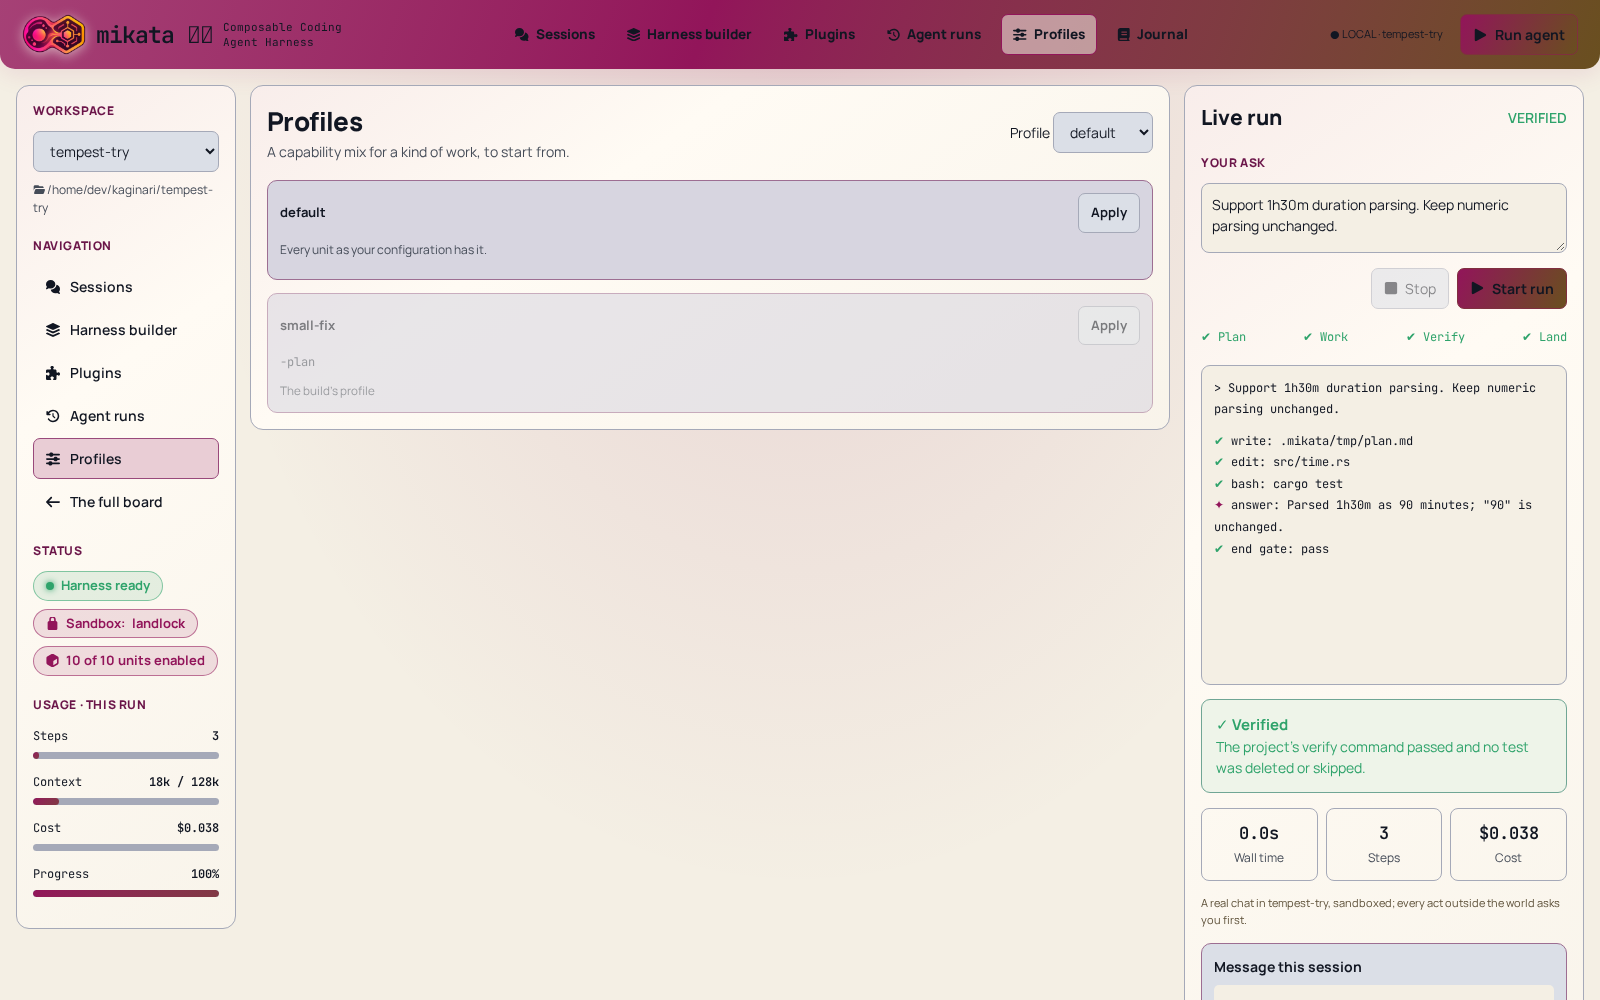 mikata
Composable Coding
Agent Harness
Sessions
Harness builder
Plugins
Agent runs
Profiles
Journal
LOCAL · tempest-try
Run agent
WORKSPACE
tempest-try
/home/dev/kaginari/tempest-
try
NAVIGATION
Sessions
Harness builder
Plugins
Agent runs
Profiles
The full board
STATUS
Harness ready
Sandbox: landlock
10 of 10 units enabled
USAGE · THIS RUN
Steps 3
Context 18k / 128k
Cost $0.038
Progress 100%
Profiles
A capability mix for a kind of work, to start from.
Profile default
default
Apply
Every unit as your configuration has it.
small-fix
Apply
-plan
The build's profile
Live run
VERIFIED
YOUR ASK
Support 1h30m duration parsing. Keep numeric
parsing unchanged.
Stop
Start run
✔ Plan ✔ Work ✔ Verify ✔ Land
> Support 1h30m duration parsing. Keep numeric
parsing unchanged.
✔ write: .mikata/tmp/plan.md
✔ edit: src/time.rs
✔ bash: cargo test
✦ answer: Parsed 1h30m as 90 minutes; "90" is
unchanged.
✔ end gate: pass
✓ Verified
The project's verify command passed and no test
was deleted or skipped.
0.0s
Wall time
3
Steps
$0.038
Cost
A real chat in tempest-try, sandboxed; every act outside the world asks
you first.
Message this session